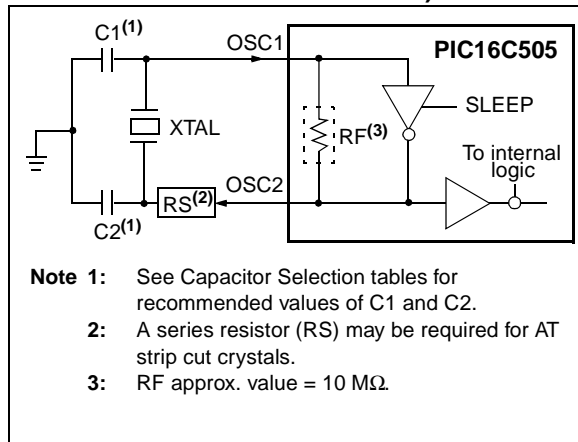 C1(1)
OSC1
PIC16C505
SLEEP
XTAL
RF(3)
To internal
logic
OSC2
RS(2)
C2(1)
Note 1: See Capacitor Selection tables for
recommended values of C1 and C2.
2: A series resistor (RS) may be required for AT
strip cut crystals.
3: RF approx. value = 10 MΩ.